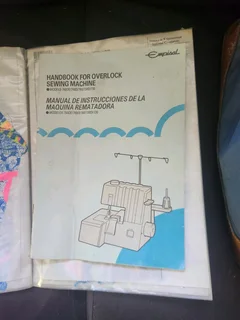 Empisal
HANDBOOK FOR OVERLOCK
SEWING MACHINE
MANUAL DE INSTRUCCIONES DE LA
MAQUINA REMATADORA